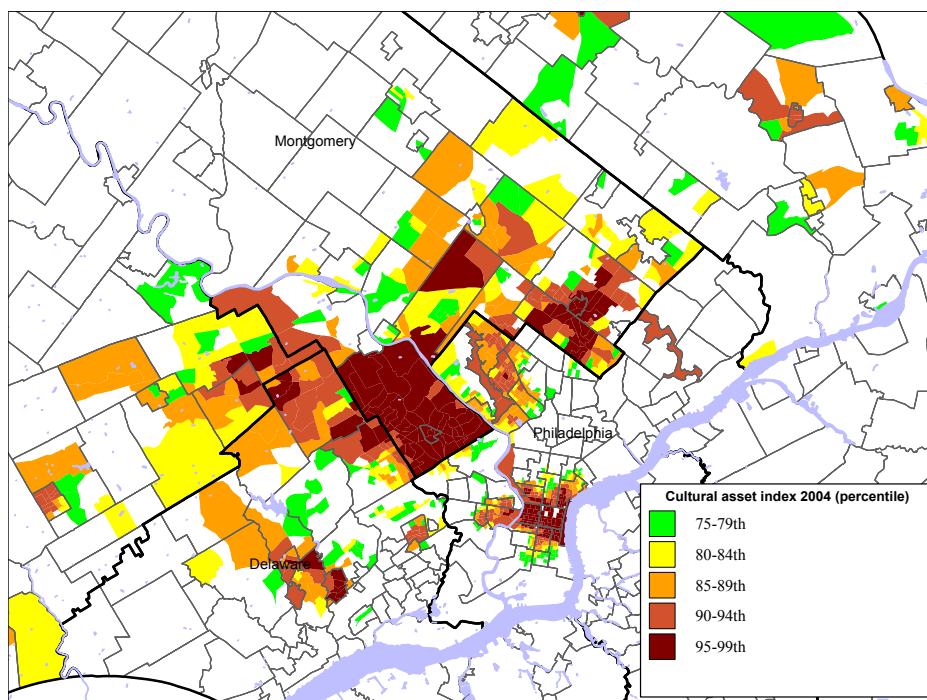 Montgomery
Philadelphia
Delaware
Cultural asset index 2004 (percentile)
75-79th
80-84th
85-89th
90-94th
95-99th